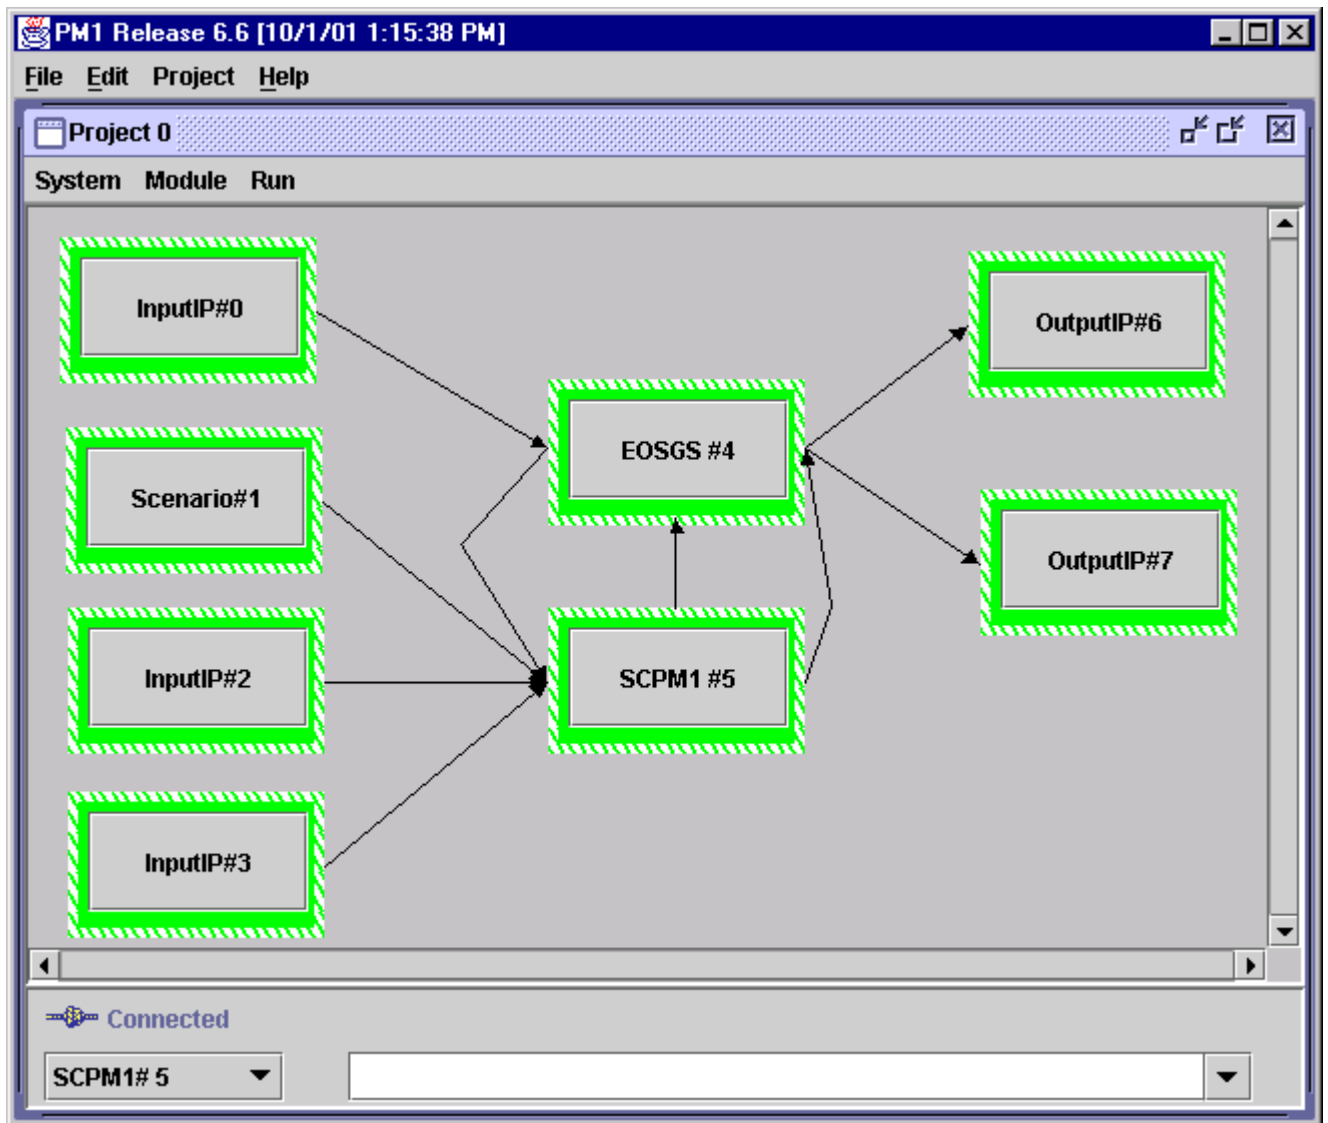 PM1 Release 6.6 [10/1/01 1:15:38 PM]
File Edit Project Help
Project 0
System Module Run
InputIP#0
OutputIP#6
EOSGS #4
Scenario#1
OutputIP#7
InputIP#2
SCPM1 #5
InputIP#3
Connected
SCPM1# 5